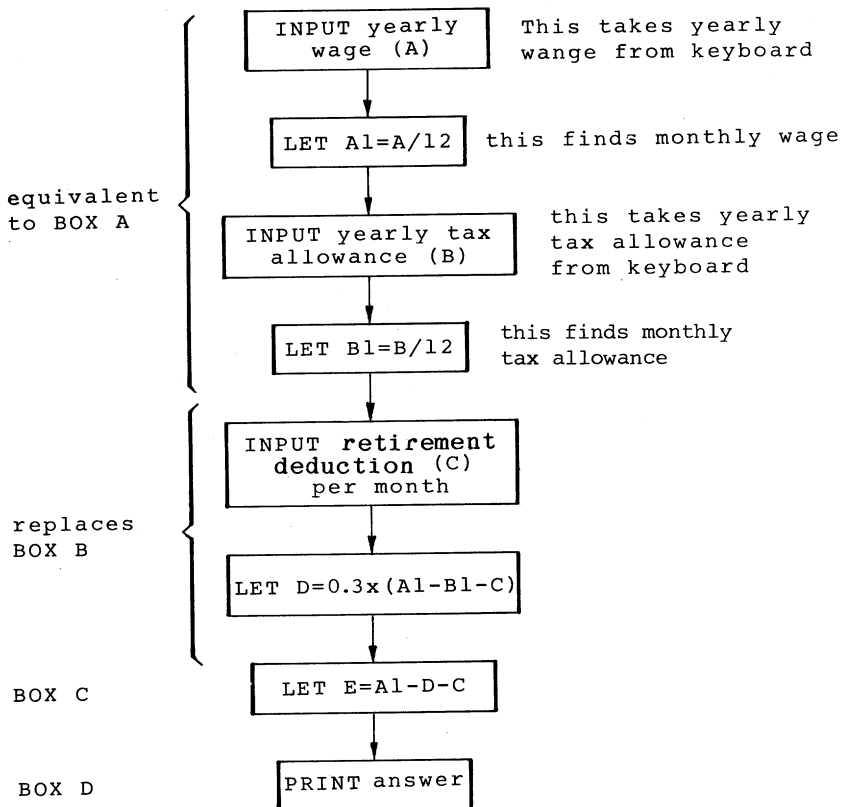 INPUT yearly
wage (A)
This takes yearly
wange from keyboard
LET A1=A/12
this finds monthly wage
equivalent
to BOX A
INPUT yearly tax
allowance (B)
this takes yearly
tax allowance
from keyboard
LET B1=B/12
this finds monthly
tax allowance
INPUT retirement
deduction (C)
per month
replaces
BOX B
LET D=0.3x(A1-B1-C)
BOX C
LET E=A1-D-C
BOX D
PRINT answer